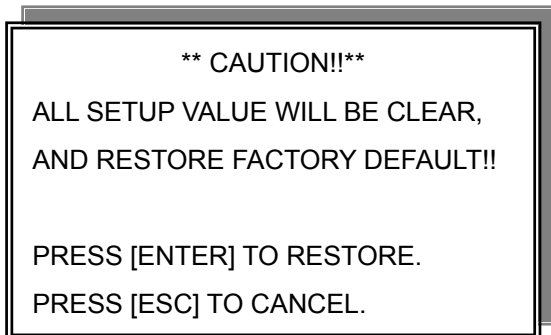 ** CAUTION!!**
ALL SETUP VALUE WILL BE CLEAR,
AND RESTORE FACTORY DEFAULT!!
PRESS [ENTER] TO RESTORE.
PRESS [ESC] TO CANCEL.